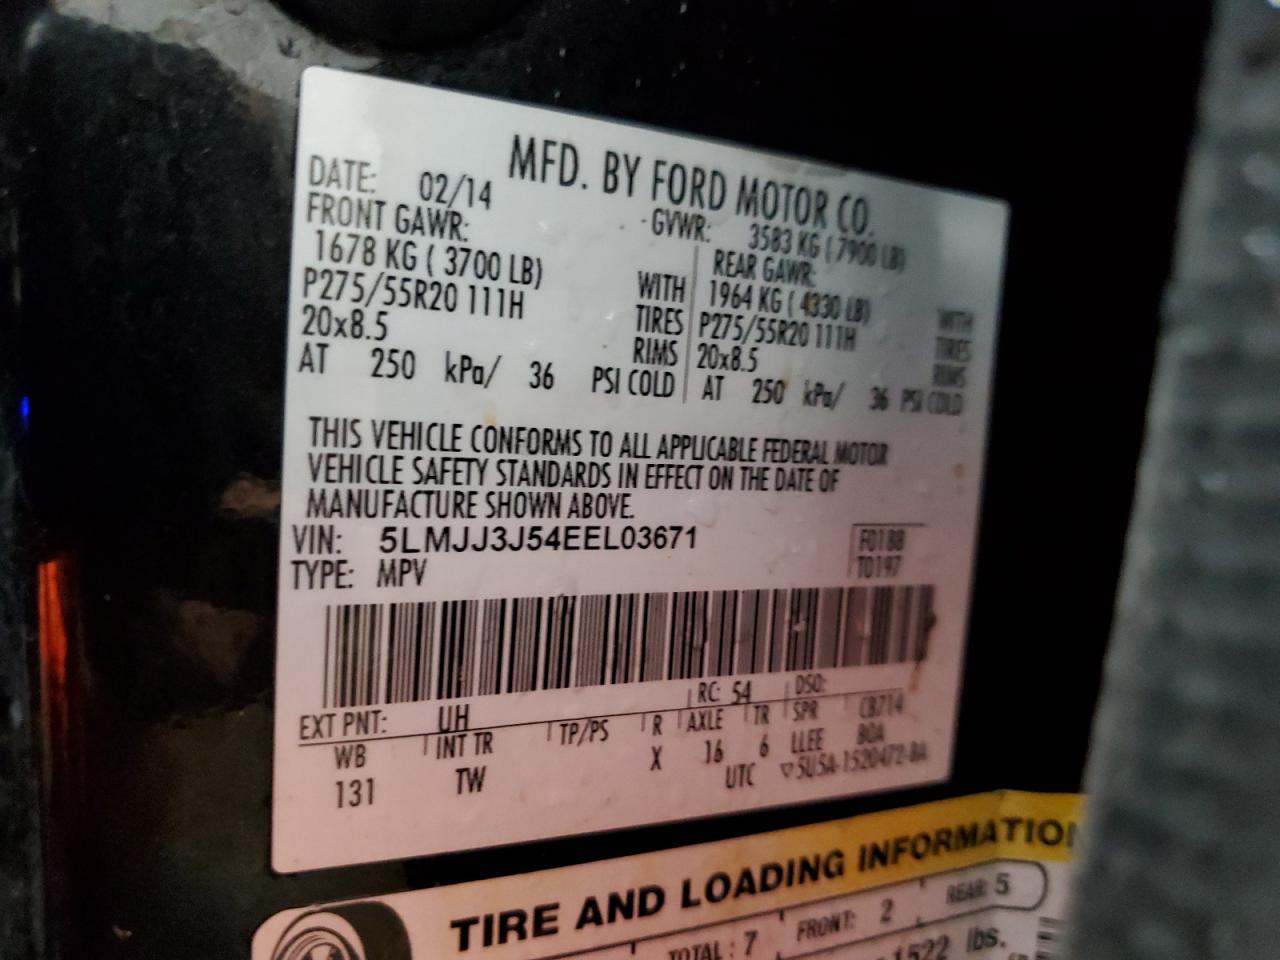 MFD. BY FORD MOTOR CO.
DATE: 02/14 GVWR: 3583 KG ( 7900 LB)
FRONT GAWR: REAR GAWR:
1678 KG ( 3700 LB) WITH 1964 KG ( 4330 LB) WITH
P275/55R20 111H TIRES P275/55R20 111H TIRES
20x8.5 RIMS 20x8.5 RIMS
AT 250 kPa/ 36 PSI COLD AT 250 kPa/ 36 PSI COLD
THIS VEHICLE CONFORMS TO ALL APPLICABLE FEDERAL MOTOR
VEHICLE SAFETY STANDARDS IN EFFECT ON THE DATE OF
MANUFACTURE SHOWN ABOVE.
VIN: 5LMJJ3J54EEL03671 F0188
TYPE: MPV T0197
EXT PNT: UH RC: 54 DSO:
WB INT TR TP/PS R AXLE TR SPR CB714
131 TW X 16 6 LLEE BOA
UTC ▽5U5A-1520472-BA
TIRE AND LOADING INFORMATION
TOTAL : 7 FRONT: 2 REAR: 5
1522 lbs.